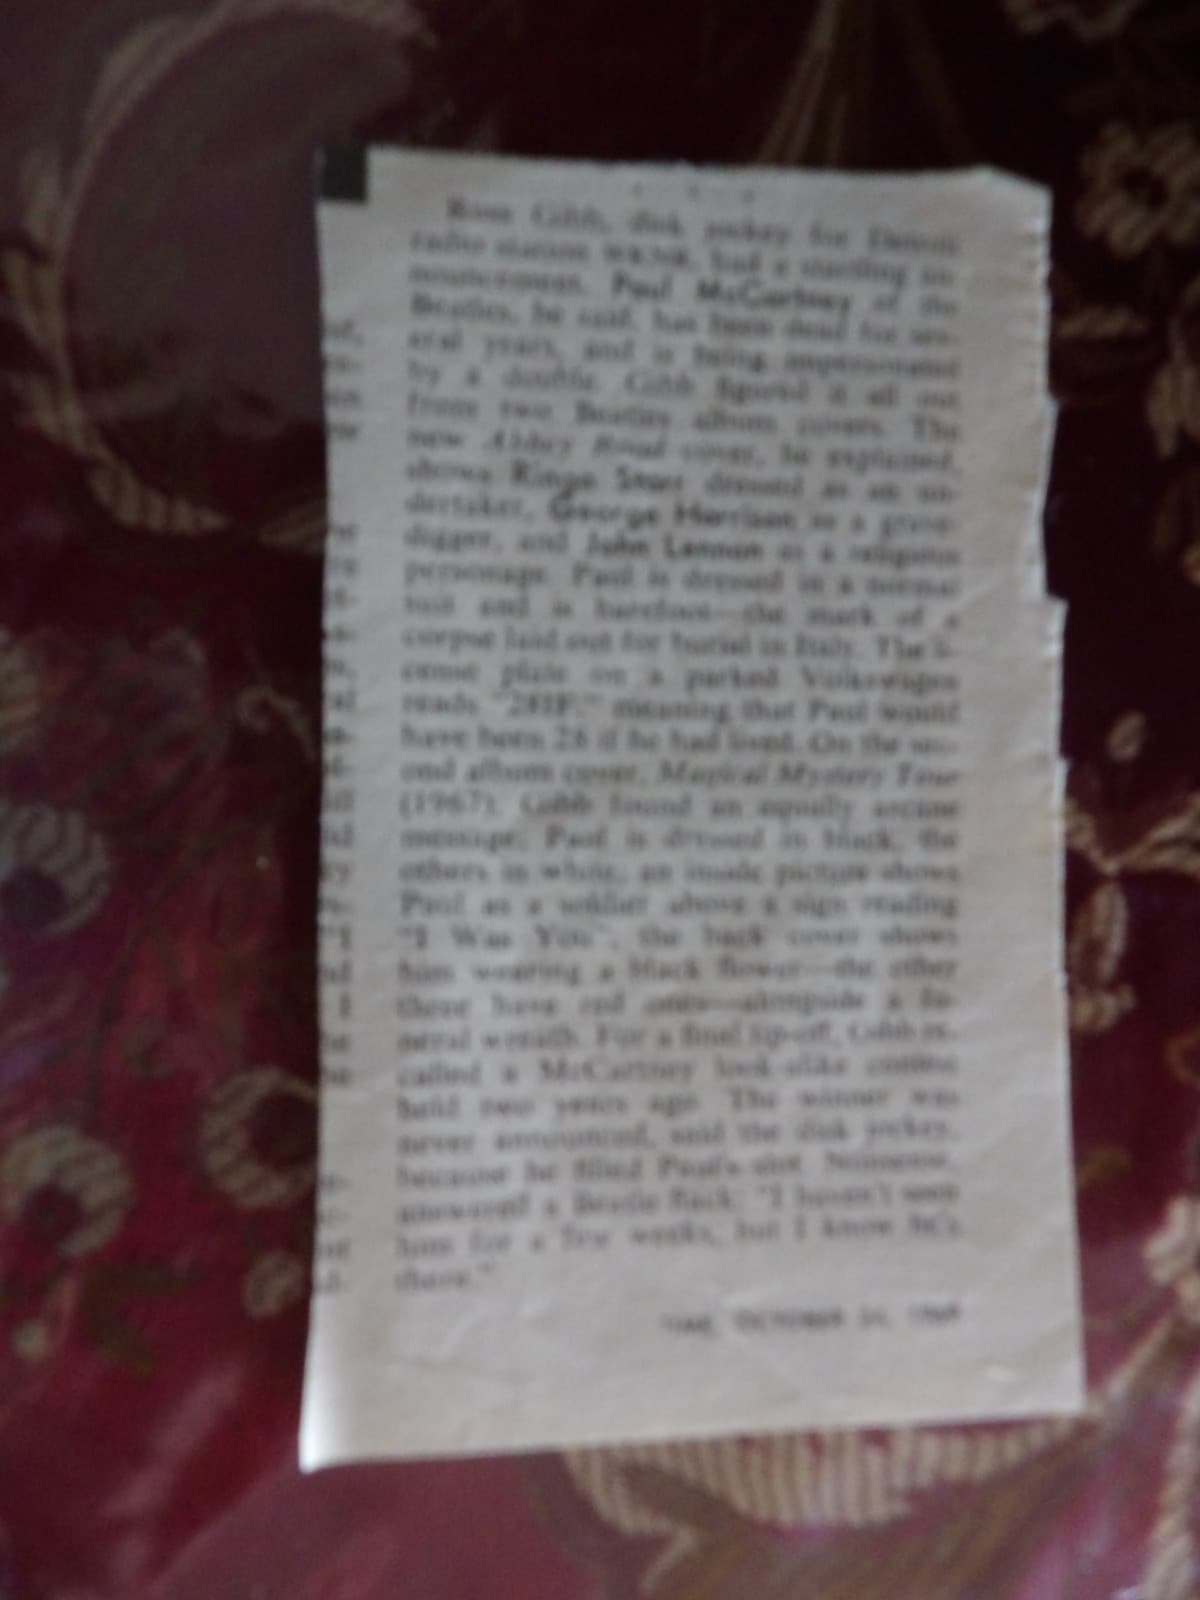 Russ Gibb, disk jockey for Detroit
radio station WKNR, had a startling an-
nouncement. Paul McCartney of the
Beatles, he said, has been dead for sev-
eral years, and is being impersonated
by a double. Gibb figured it all out
from two Beatles album covers. The
new Abbey Road cover, he explained,
shows Ringo Starr dressed as an un-
dertaker, George Harrison as a grave-
digger, and John Lennon as a religious
personage. Paul is dressed in a normal
suit and is barefoot—the mark of a
corpse laid out for burial in Italy. The li-
cense plate on a parked Volkswagen
reads "28IF," meaning that Paul would
have been 28 if he had lived. On the sec-
ond album cover, Magical Mystery Tour
(1967), Gibb found an equally arcane
message: Paul is dressed in black, the
others in white; an inside picture shows
Paul as a soldier above a sign reading
"I Was You"; the back cover shows
him wearing a black flower—the other
three have red ones—alongside a fu-
neral wreath. For a final tip-off, Gibb re-
called a McCartney look-alike contest
held two years ago. The winner was
never announced, said the disk jockey,
because he filled Paul's slot. Nonsense,
answered a Beatle flack: "I haven't seen
him for a few weeks, but I know he's
there."
TIME, OCTOBER 1969